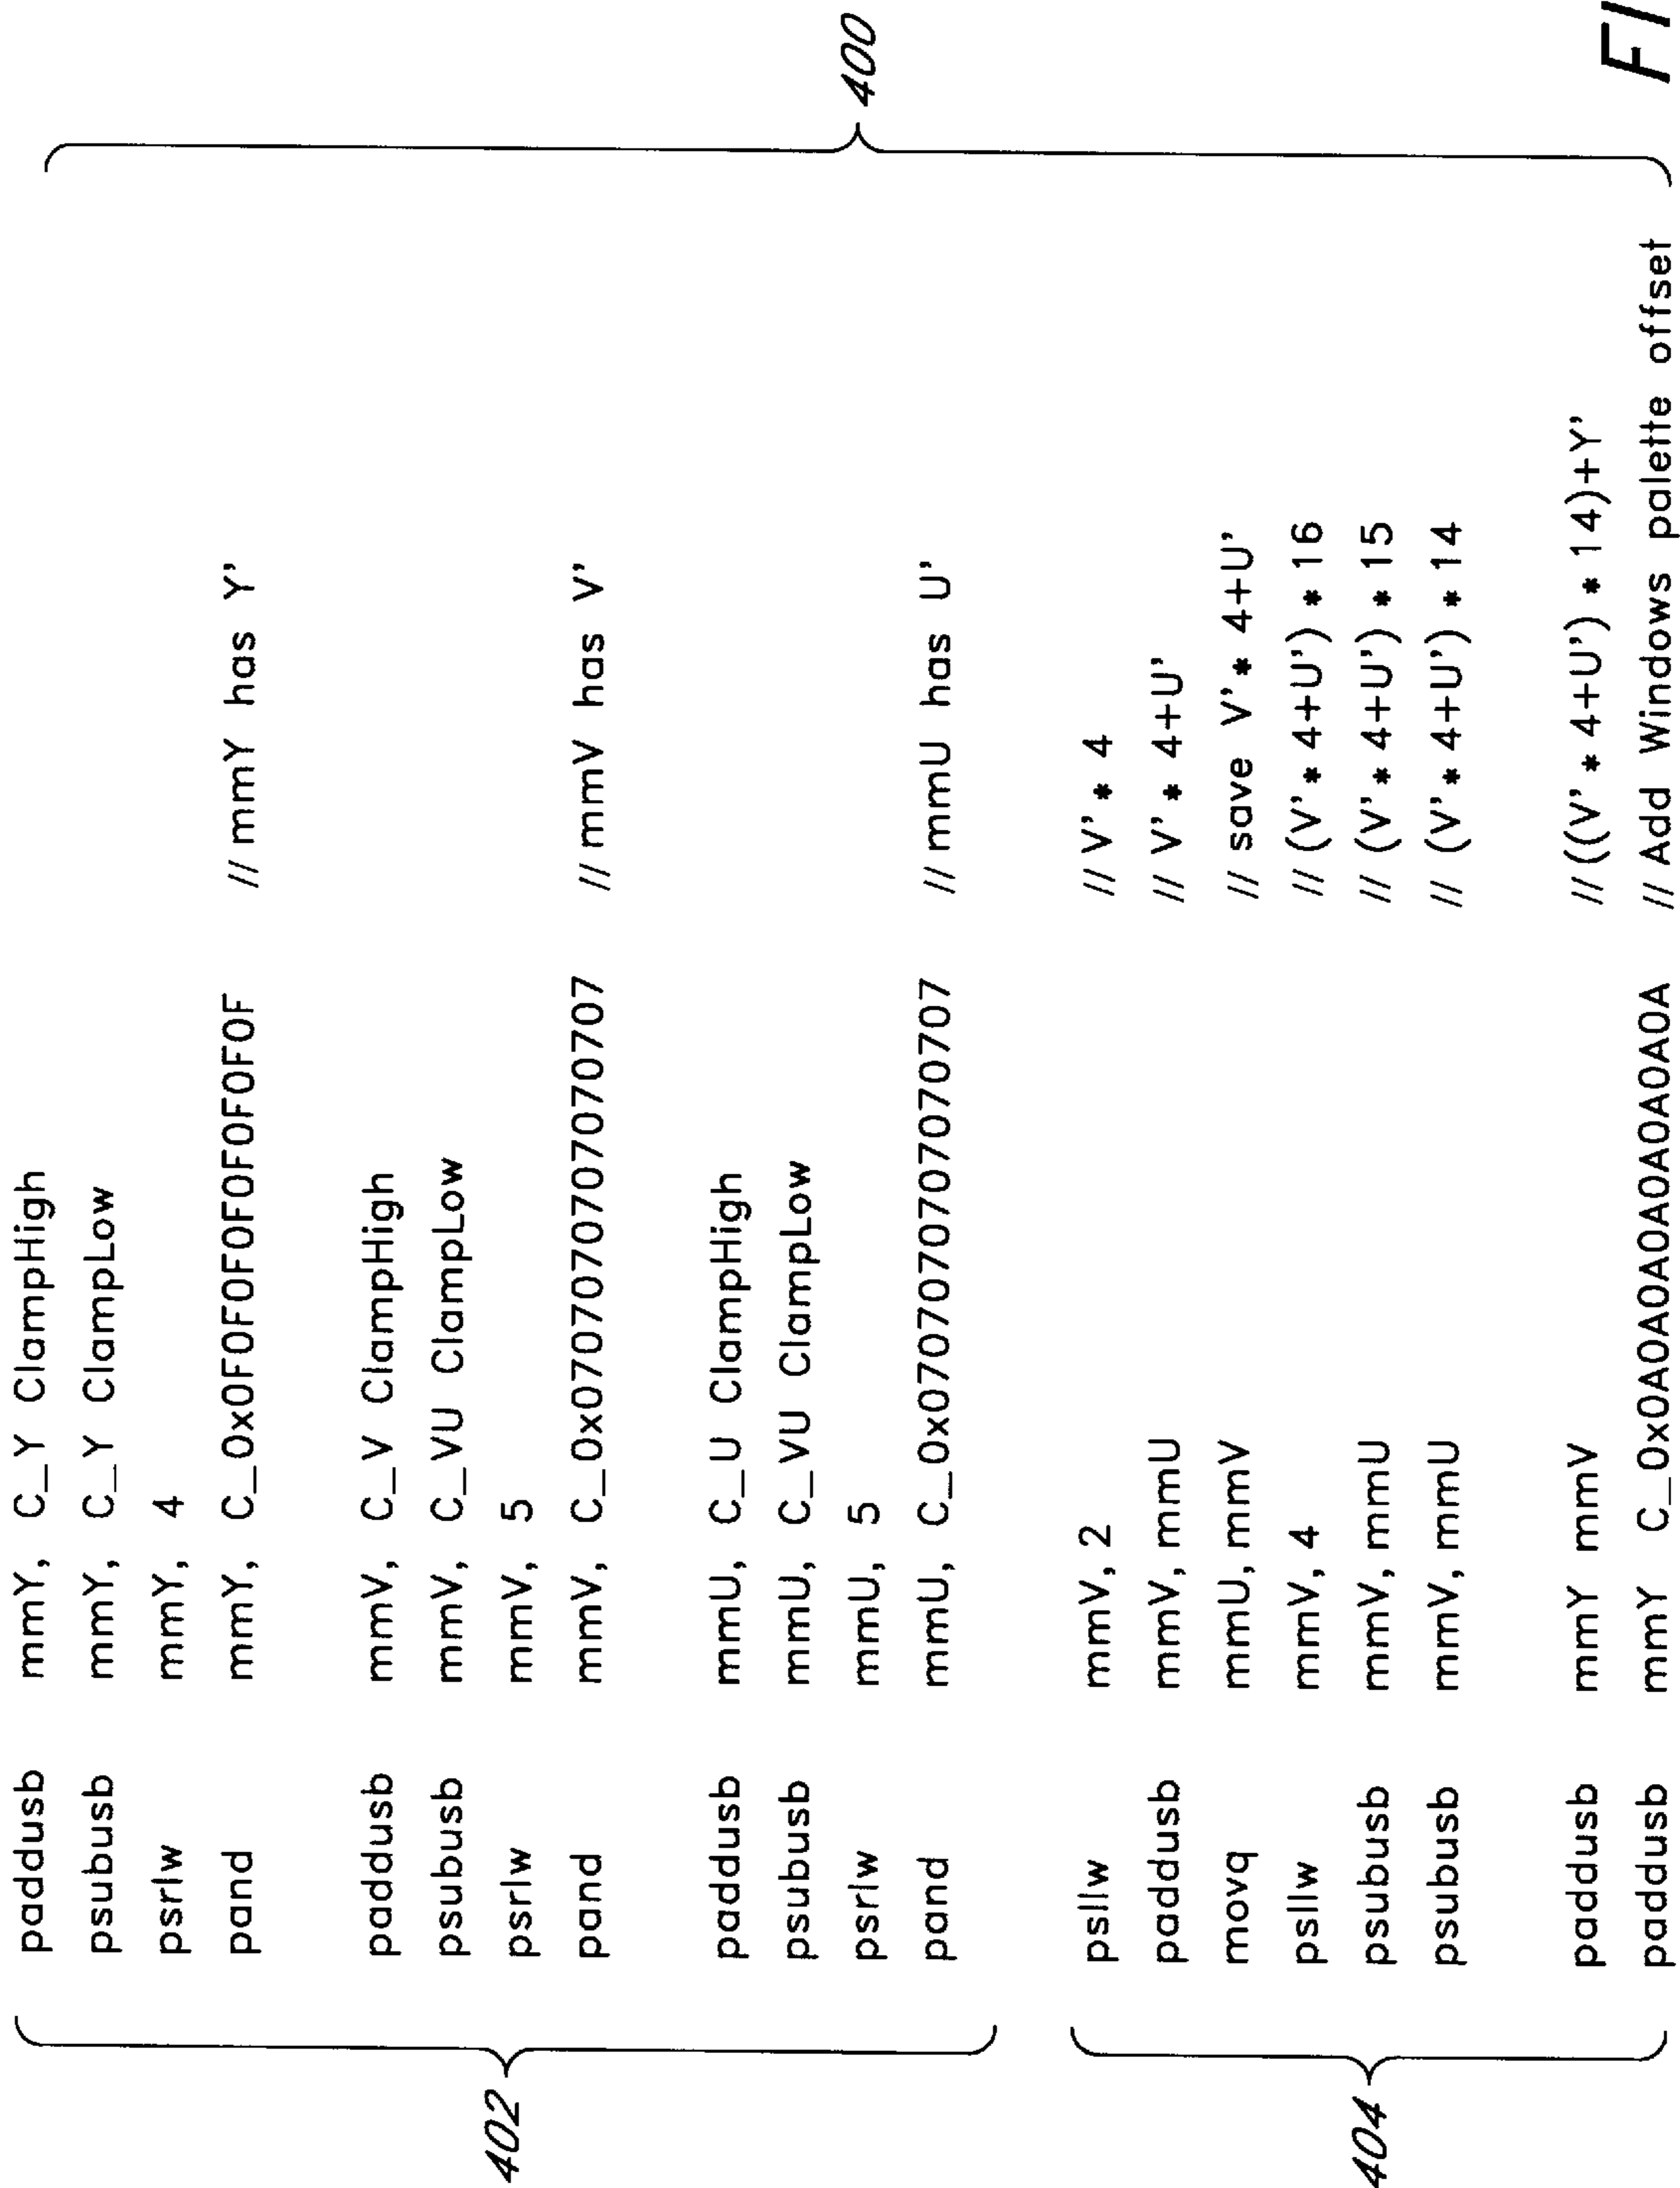 paddusb mmY, C_Y ClampHigh
psubusb mmY, C_Y ClampLow
psrlw mmY, 4
pand mmY, C_0x0F0F0F0F0F0F0F0F // mmY has Y'
paddusb mmV, C_V ClampHigh
psubusb mmV, C_VU ClampLow
psrlw mmV, 5
pand mmV, C_0x0707070707070707 // mmV has V'
402
400
paddusb mmU, C_U ClampHigh
psubusb mmU, C_VU ClampLow
psrlw mmU, 5
pand mmU, C_0x0707070707070707 // mmU has U'
psllw mmV, 2 // V' * 4
paddusb mmV, mmU // V' * 4+U'
movq mmU, mmV // save V' * 4+U'
psllw mmV, 4 // (V' * 4+U') * 16
psubusb mmV, mmU // (V' * 4+U') * 15
psubusb mmV, mmU // (V' * 4+U') * 14
404
paddusb mmY mmV // ((V' * 4+U') * 14)+Y'
paddusb mmY C_0x0A0A0A0A0A0A0A0A // Add Windows palette offset
FI